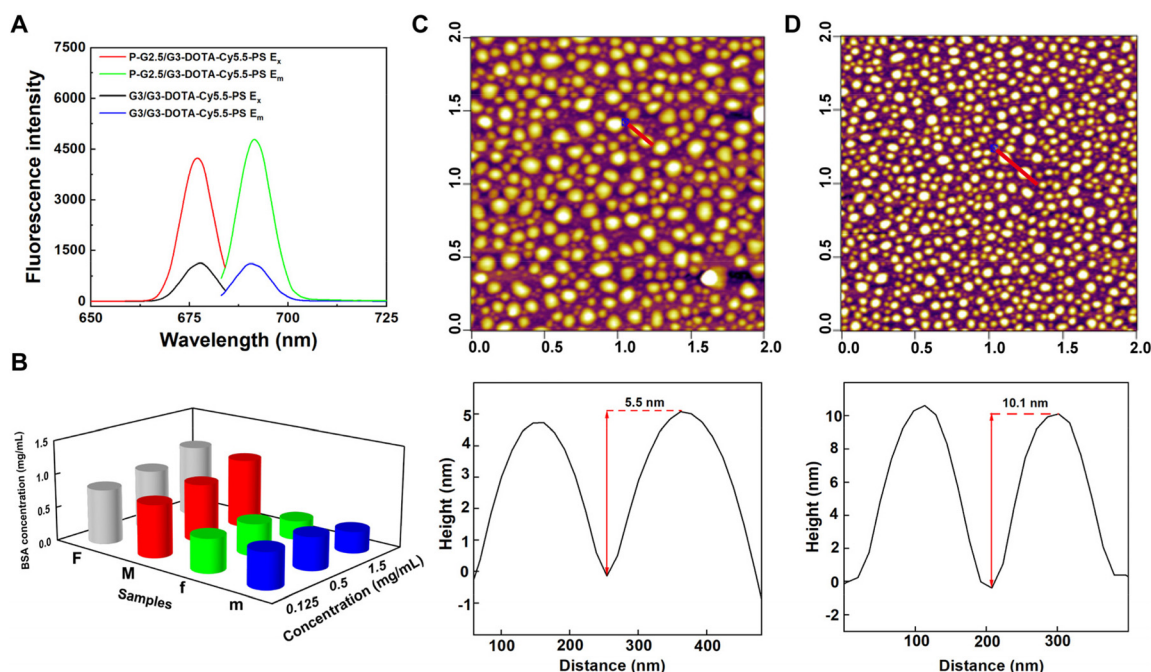 A
7500
6000
4500
3000
1500
0
650
675
700
725
Fluorescence intensity
Wavelength (nm)
P-G2.5/G3-DOTA-Cy5.5-PS Ex
P-G2.5/G3-DOTA-Cy5.5-PS Em
G3/G3-DOTA-Cy5.5-PS Ex
G3/G3-DOTA-Cy5.5-PS Em
B
BSA concentration (mg/mL)
1.5
1.0
0.5
0.0
F
M
f
m
Samples
0.125
0.5
1.5
Concentration (mg/mL)
C
2.0
1.5
1.0
0.5
0.0
0.0
0.5
1.0
1.5
2.0
5.5 nm
5
4
3
2
1
0
-1
Height (nm)
100
200
300
400
Distance (nm)
D
2.0
1.5
1.0
0.5
0.0
0.0
0.5
1.0
1.5
2.0
10.1 nm
10
8
6
4
2
0
-2
Height (nm)
100
200
300
Distance (nm)